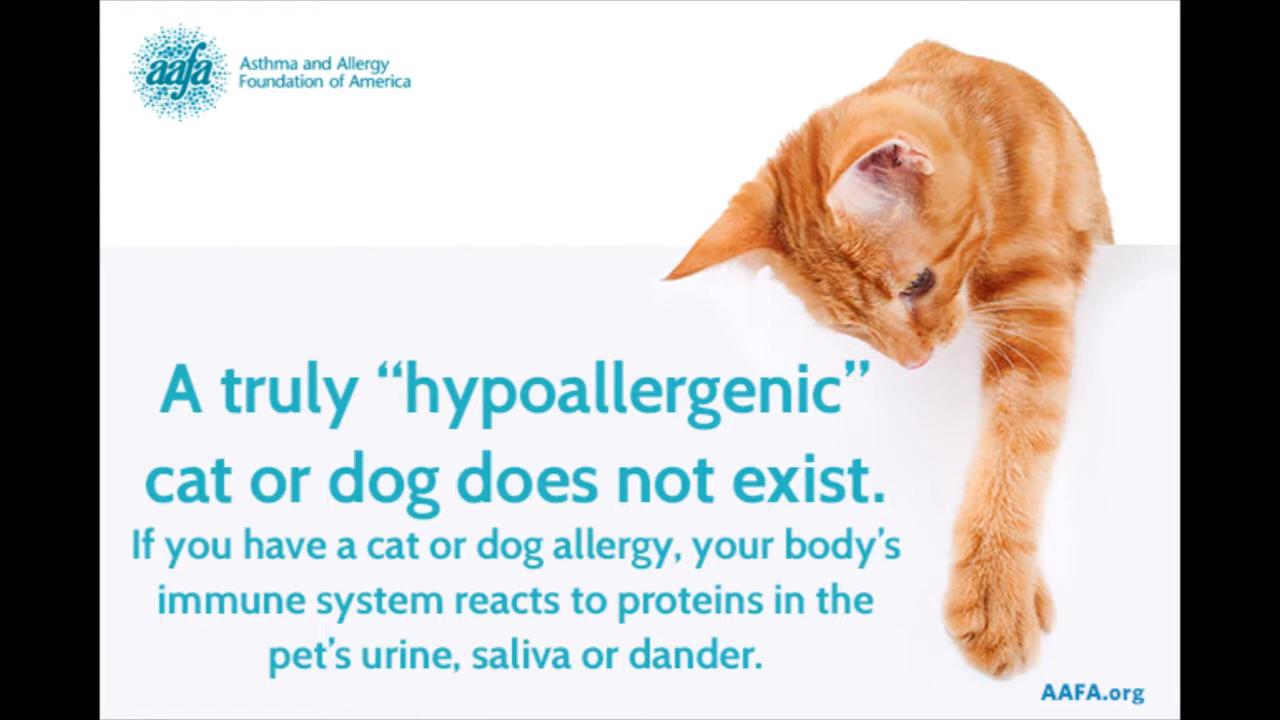 aafa
Asthma and Allergy
Foundation of America
A truly “hypoallergenic”
cat or dog does not exist.
If you have a cat or dog allergy, your body’s
immune system reacts to proteins in the
pet’s urine, saliva or dander.
AAFA.org